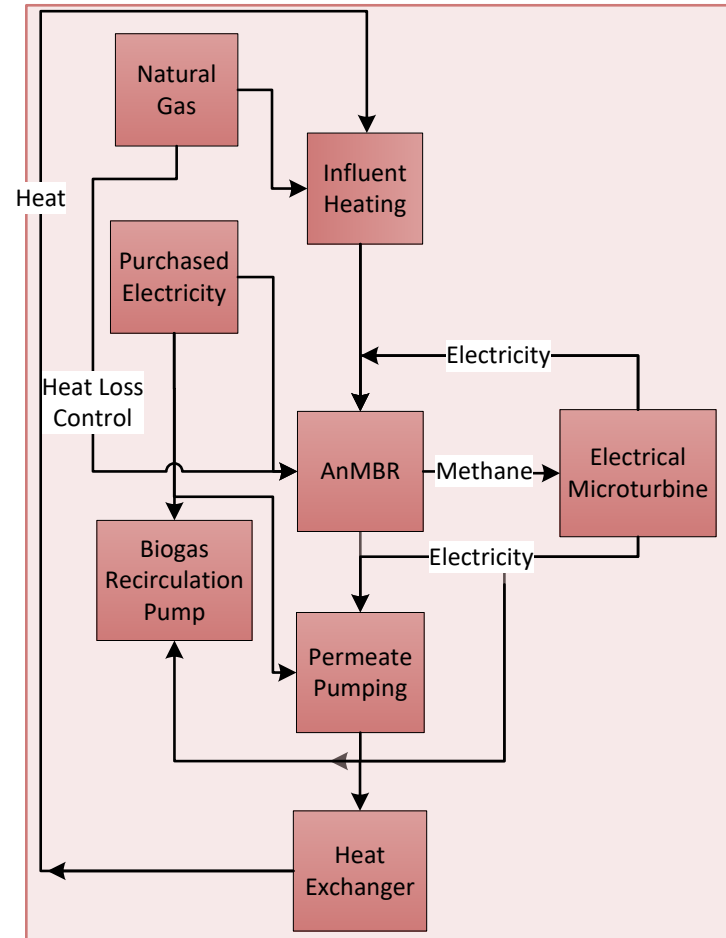 Natural
Gas
Heat
Influent
Heating
Purchased
Electricity
Electricity
Heat Loss
Control
AnMBR
Methane
Electrical
Microturbine
Biogas
Recirculation
Pump
Electricity
Permeate
Pumping
Heat
Exchanger